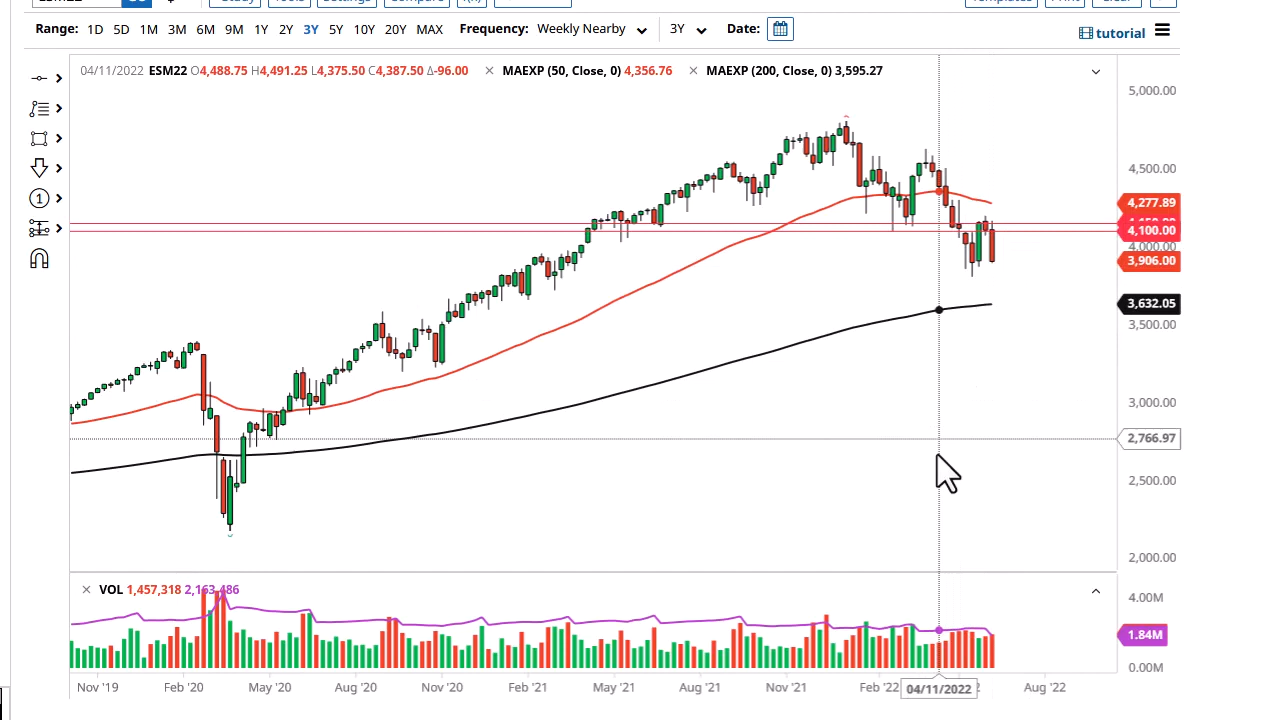 Range: 1D 5D 1M 3M 6M 9M 1Y 2Y 3Y 5Y 10Y 20Y MAX Frequency: Weekly Nearby 3Y Date: tutorial
04/11/2022 ESM22 O4,488.75 H4,491.25 L4,375.50 C4,387.50 Δ-96.00 MAEXP (50, Close, 0) 4,356.76 MAEXP (200, Close, 0) 3,595.27
5,000.00
4,500.00
4,277.89
4,100.00
4000.00
3,906.00
3,632.05
3,500.00
3,000.00
2,766.97
2,500.00
2,000.00
VOL 1,457,318 2,163,486
4.00M
1.84M
0.00M
Nov '19 Feb '20 May '20 Aug '20 Nov '20 Feb '21 May '21 Aug '21 Nov '21 Feb '22 04/11/2022 Aug '22